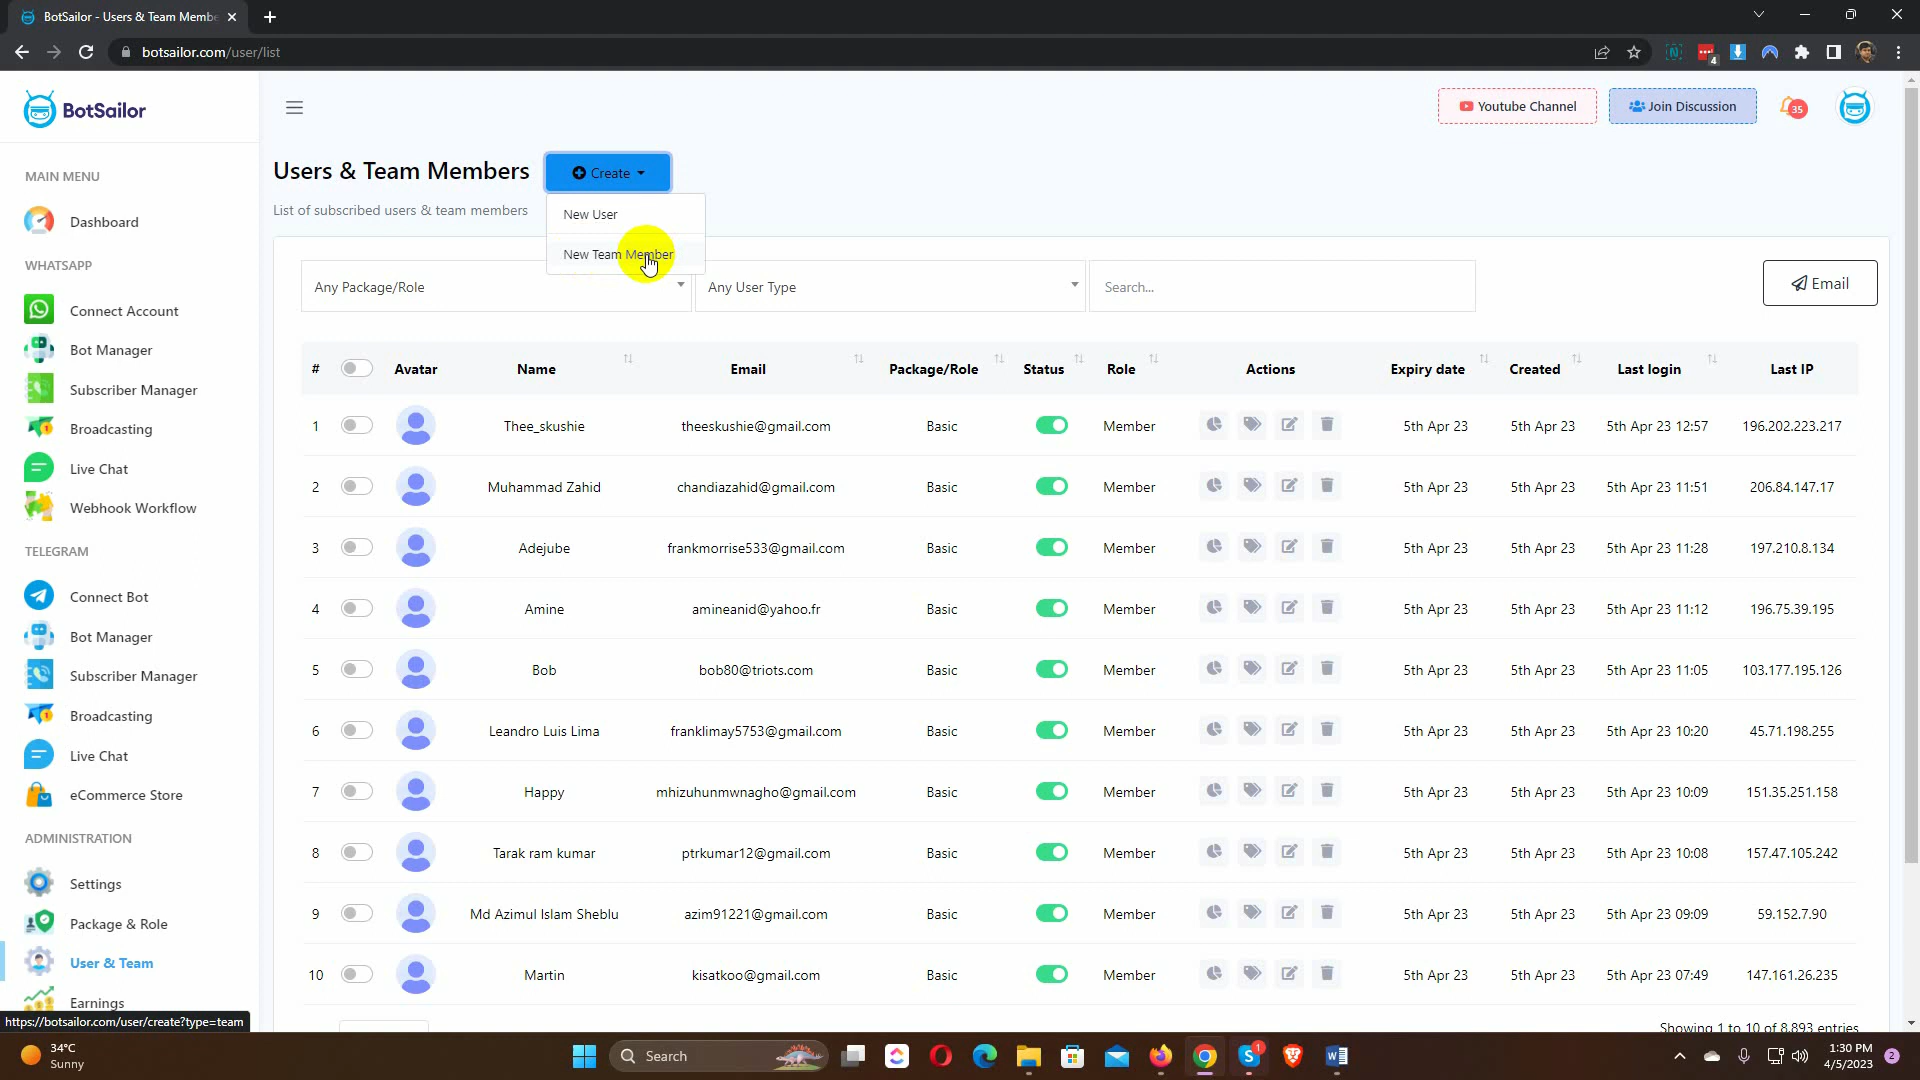 BotSailor - Users & Team Membe
botsailor.com/user/list
4
BotSailor
Youtube Channel
Join Discussion
35
MAIN MENU
Dashboard
WHATSAPP
Connect Account
Bot Manager
Subscriber Manager
Broadcasting
Live Chat
Webhook Workflow
TELEGRAM
Connect Bot
Bot Manager
Subscriber Manager
Broadcasting
Live Chat
eCommerce Store
ADMINISTRATION
Settings
Package & Role
User & Team
Earnings
https://botsailor.com/user/create?type=team
Users & Team Members
Create
List of subscribed users & team members
New User
New Team Member
Any Package/Role
Any User Type
Search...
Email
# Avatar Name Email Package/Role Status Role Actions Expiry date Created Last login Last IP
1 Thee_skushie theeskushie@gmail.com Basic Member 5th Apr 23 5th Apr 23 5th Apr 23 12:57 196.202.223.217
2 Muhammad Zahid chandiazahid@gmail.com Basic Member 5th Apr 23 5th Apr 23 5th Apr 23 11:51 206.84.147.17
3 Adejube frankmorrise533@gmail.com Basic Member 5th Apr 23 5th Apr 23 5th Apr 23 11:28 197.210.8.134
4 Amine amineanid@yahoo.fr Basic Member 5th Apr 23 5th Apr 23 5th Apr 23 11:12 196.75.39.195
5 Bob bob80@triots.com Basic Member 5th Apr 23 5th Apr 23 5th Apr 23 11:05 103.177.195.126
6 Leandro Luis Lima franklimay5753@gmail.com Basic Member 5th Apr 23 5th Apr 23 5th Apr 23 10:20 45.71.198.255
7 Happy mhizuhunmwnagho@gmail.com Basic Member 5th Apr 23 5th Apr 23 5th Apr 23 10:09 151.35.251.158
8 Tarak ram kumar ptrkumar12@gmail.com Basic Member 5th Apr 23 5th Apr 23 5th Apr 23 10:08 157.47.105.242
9 Md Azimul Islam Sheblu azim91221@gmail.com Basic Member 5th Apr 23 5th Apr 23 5th Apr 23 09:09 59.152.7.90
10 Martin kisatkoo@gmail.com Basic Member 5th Apr 23 5th Apr 23 5th Apr 23 07:49 147.161.26.235
Showing 1 to 10 of 8,893 entries
34°C
Sunny
Search
1
1:30 PM
4/5/2023
2